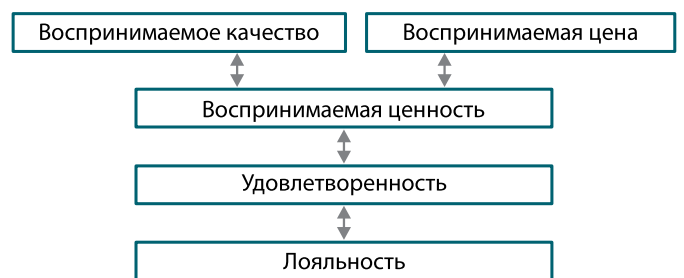 Воспринимаемое качество
Воспринимаемая цена
Воспринимаемая ценность
Удовлетворенность
Лояльность